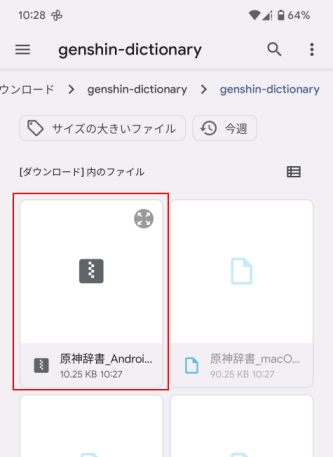 10:28 64%
genshin-dictionary
ウンロード > genshin-dictionary > genshin-dictionary
サイズの大きいファイル 今週
[ダウンロード] 内のファイル
原神辞書_Androi... 原神辞書_macO...
10.25 KB 10:27 90.25 KB 10:27